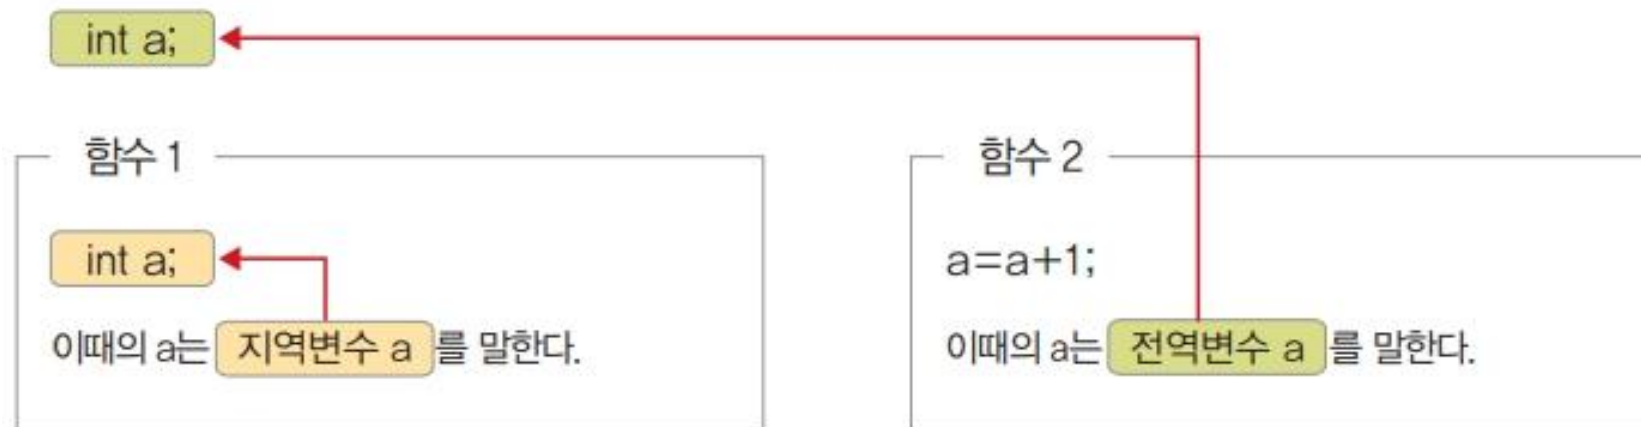 int a;
함수 1
int a;
이때의 a는 지역변수 a 를 말한다.
함수 2
a=a+1;
이때의 a는 전역변수 a 를 말한다.